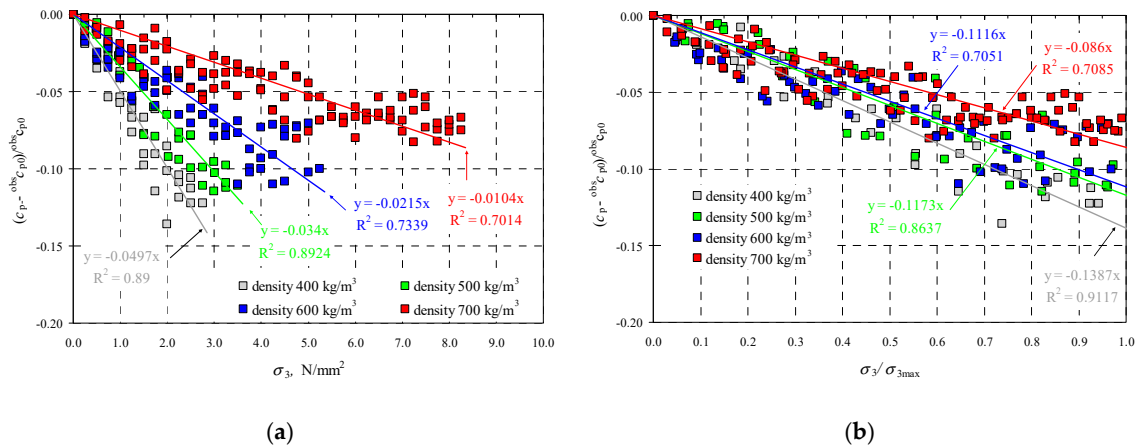 0.00
-0.05
-0.10
-0.15
-0.20
(c p- ᵒᵇˢc p0)/ᵒᵇˢcp0
y = -0.0497x
R² = 0.89
y = -0.034x
R² = 0.8924
y = -0.0215x
R² = 0.7339
y = -0.0104x
R² = 0.7014
density 400 kg/m³
density 500 kg/m³
density 600 kg/m³
density 700 kg/m³
0.0 1.0 2.0 3.0 4.0 5.0 6.0 7.0 8.0 9.0 10.0
σ3, N/mm²
(a)
0.00
-0.05
-0.10
-0.15
-0.20
(c p- ᵒᵇˢc p0)/ᵒᵇˢcp0
y = -0.1116x
R² = 0.7051
y = -0.086x
R² = 0.7085
density 400 kg/m³
density 500 kg/m³
density 600 kg/m³
density 700 kg/m³
y = -0.1173x
R² = 0.8637
y = -0.1387x
R² = 0.9117
0.0 0.1 0.2 0.3 0.4 0.5 0.6 0.7 0.8 0.9 1.0
σ3/σ3max
(b)